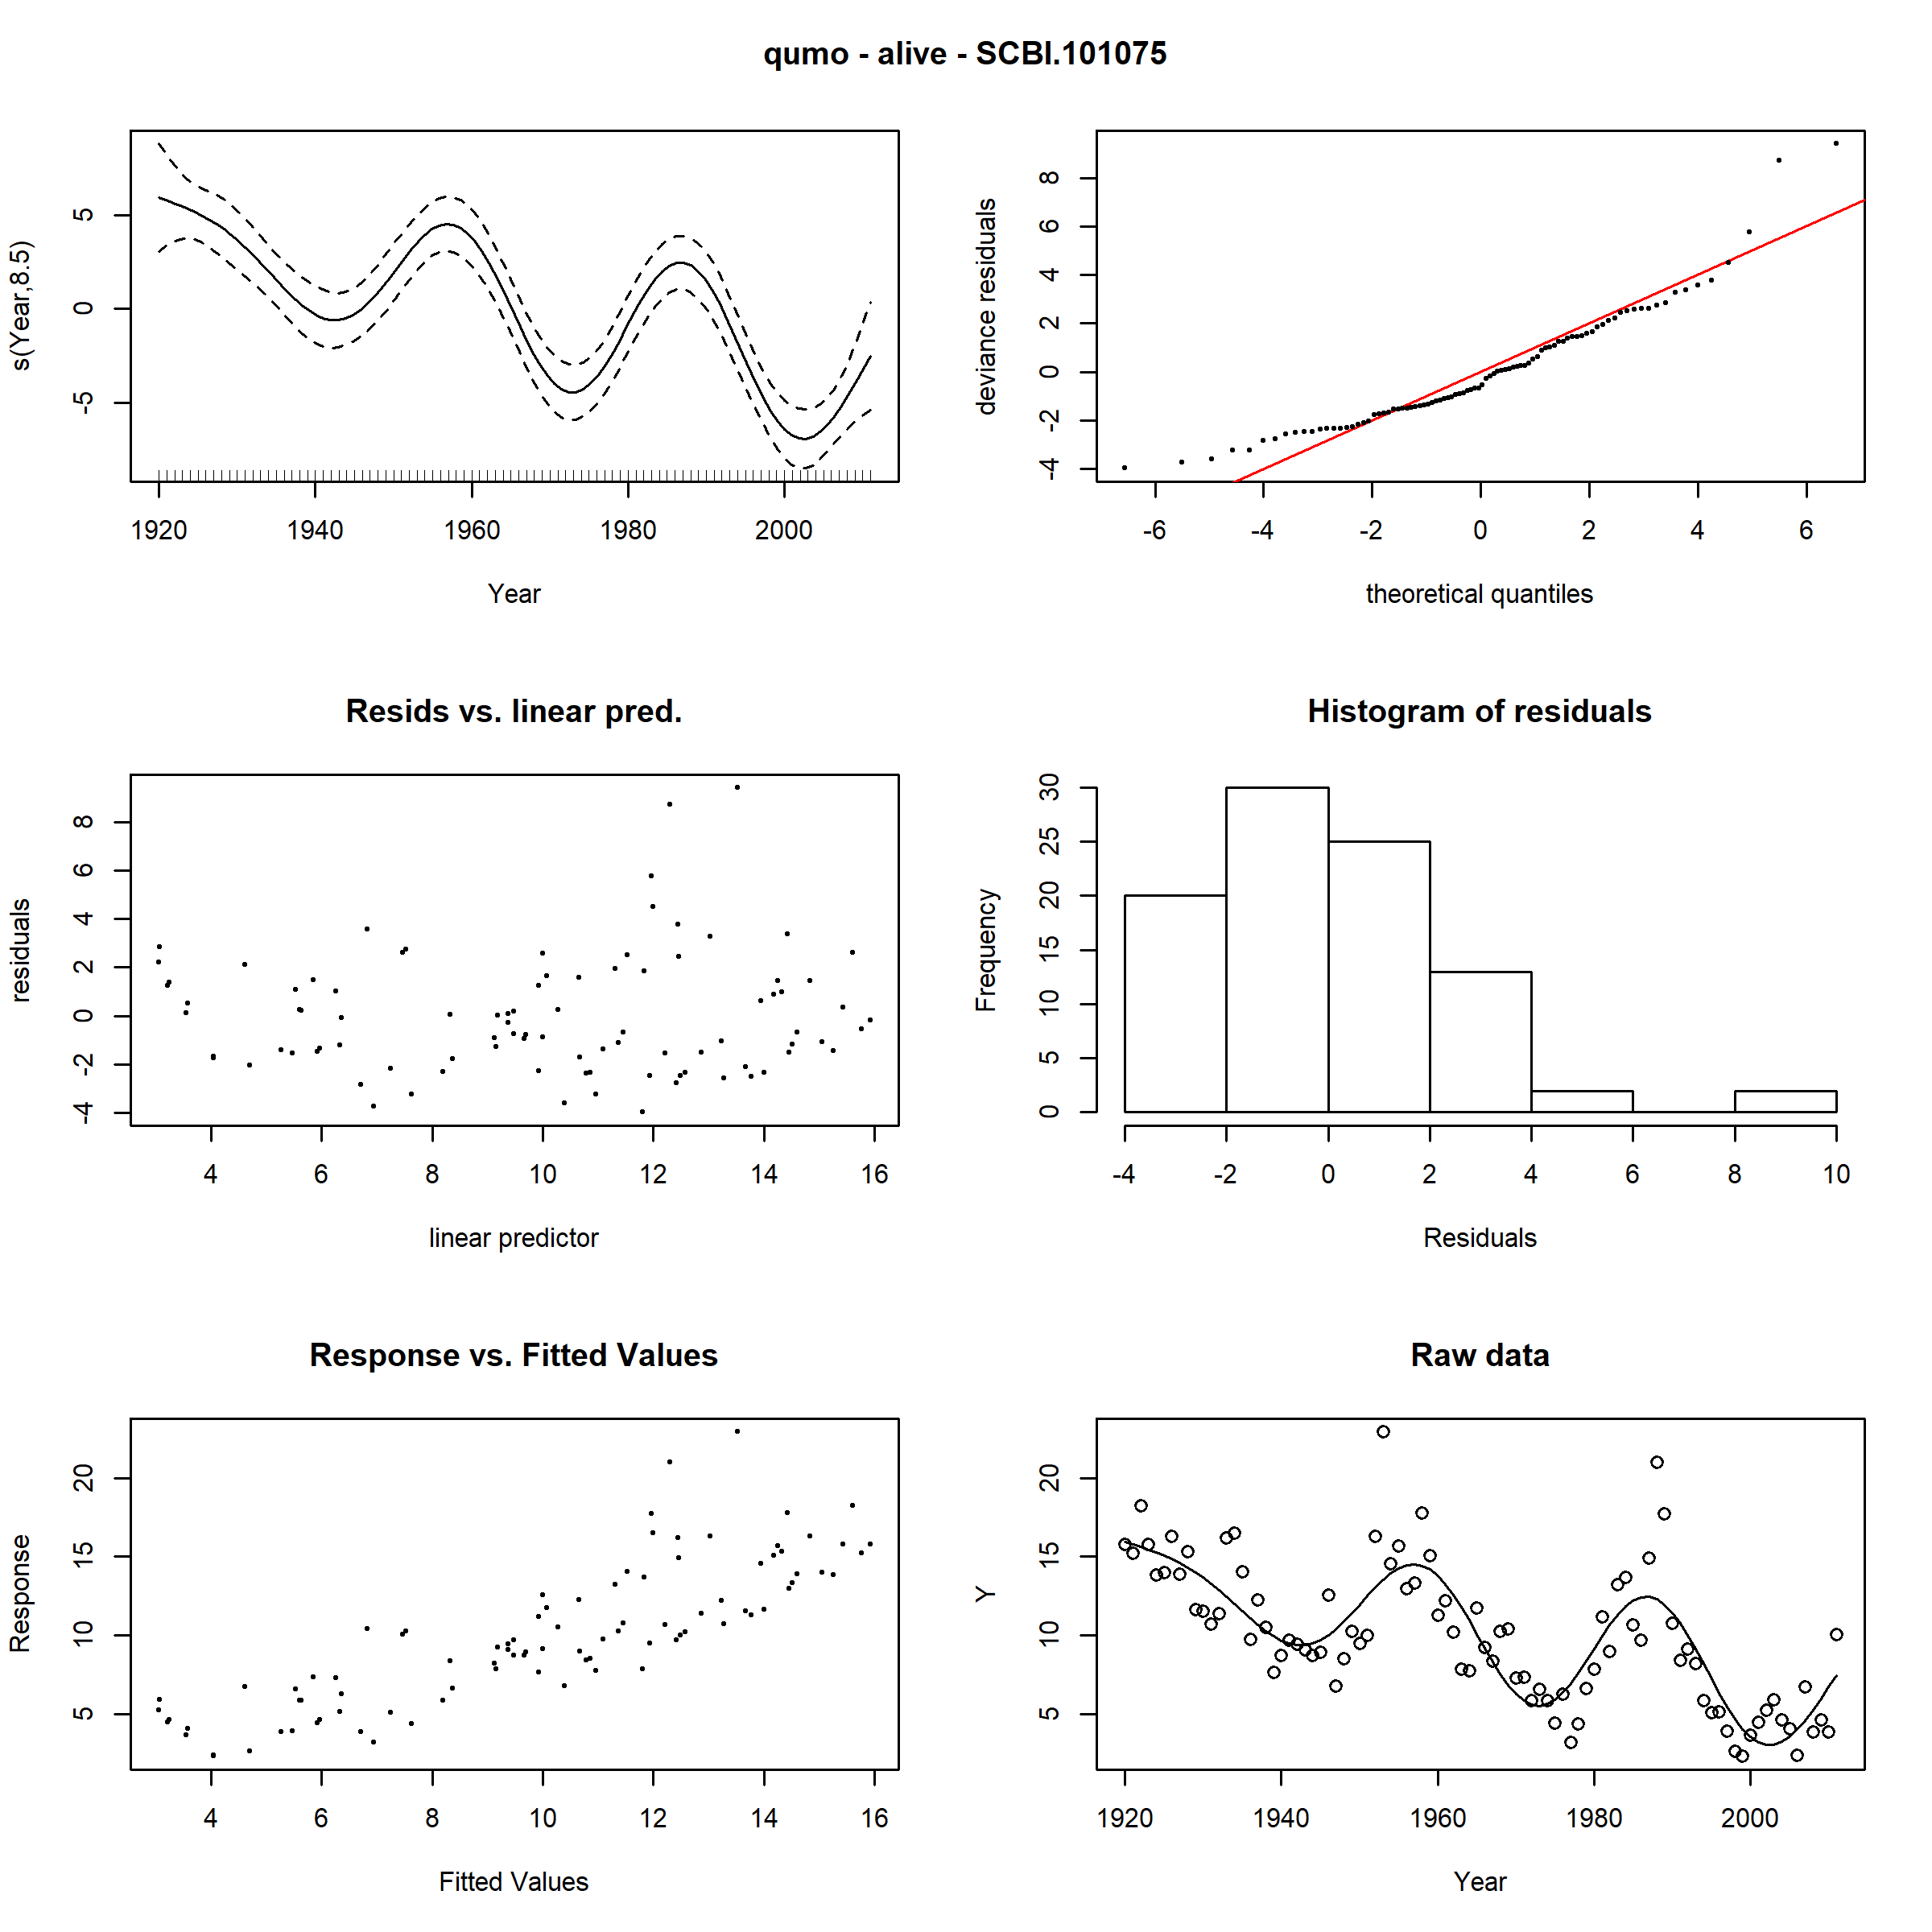 qumo - alive - SCBI.101075
s(Year,8.5)
5
0
-5
1920 1940 1960 1980 2000
Year
deviance residuals
8
6
4
2
0
-2
-4
-6 -4 -2 0 2 4 6
theoretical quantiles
Resids vs. linear pred.
residuals
8
6
4
2
0
-2
-4
4 6 8 10 12 14 16
linear predictor
Histogram of residuals
Frequency
30
25
20
15
10
5
0
-4 -2 0 2 4 6 8 10
Residuals
Response vs. Fitted Values
Response
20
15
10
5
4 6 8 10 12 14 16
Fitted Values
Raw data
Y
20
15
10
5
1920 1940 1960 1980 2000
Year